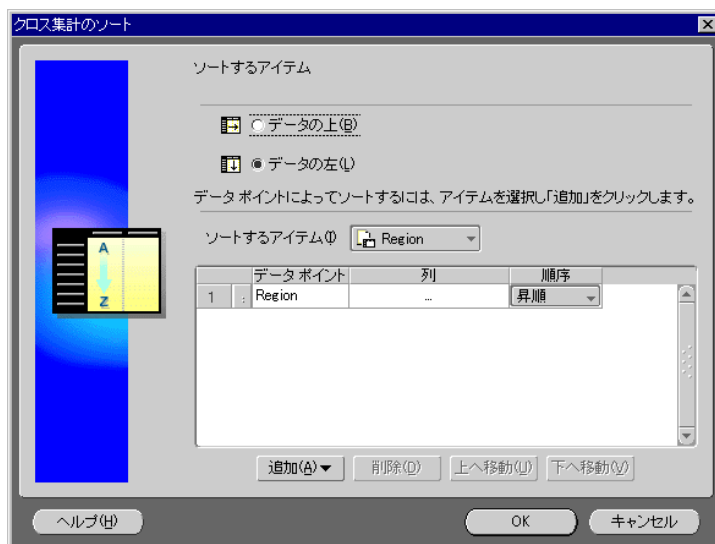 クロス集計のソート
ソートするアイテム
データの上(B)
データの左(L)
データ ポイントによってソートするには、アイテムを選択し「追加」をクリックします。
ソートするアイテム(I) Region
データ ポイント 列 順序
1 : Region ... 昇順
A
Z
追加(A) 削除(D) 上へ移動(U) 下へ移動(V)
ヘルプ(H) OK キャンセル